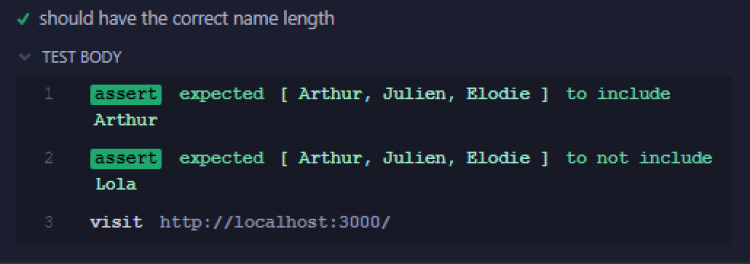 should have the correct name length
TEST BODY
1 assert expected [ Arthur, Julien, Elodie ] to include
Arthur
2 assert expected [ Arthur, Julien, Elodie ] to not include
Lola
3 visit http://localhost:3000/